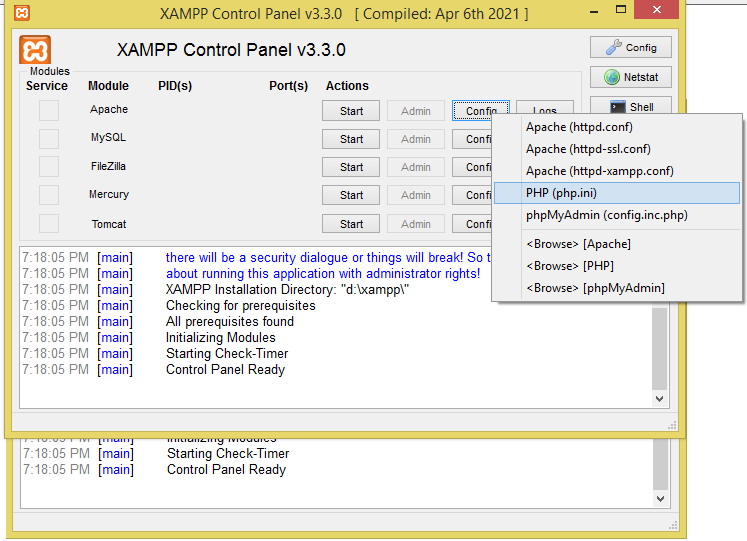 XAMPP Control Panel v3.3.0 [ Compiled: Apr 6th 2021 ]
XAMPP Control Panel v3.3.0
Config
Modules
Service Module PID(s) Port(s) Actions
Netstat
Shell
Apache Start Admin Config Logs
MySQL Start Admin
FileZilla Start Admin
Mercury Start Admin
Tomcat Start Admin
Apache (httpd.conf)
Apache (httpd-ssl.conf)
Apache (httpd-xampp.conf)
PHP (php.ini)
phpMyAdmin (config.inc.php)
<Browse> [Apache]
<Browse> [PHP]
<Browse> [phpMyAdmin]
7:18:05 PM [main] there will be a security dialogue or things will break! So
7:18:05 PM [main] about running this application with administrator rights!
7:18:05 PM [main] XAMPP Installation Directory: "d:\xampp\"
7:18:05 PM [main] Checking for prerequisites
7:18:05 PM [main] All prerequisites found
7:18:05 PM [main] Initializing Modules
7:18:05 PM [main] Starting Check-Timer
7:18:05 PM [main] Control Panel Ready
7:18:05 PM [main] Initializing Modules
7:18:05 PM [main] Starting Check-Timer
7:18:05 PM [main] Control Panel Ready